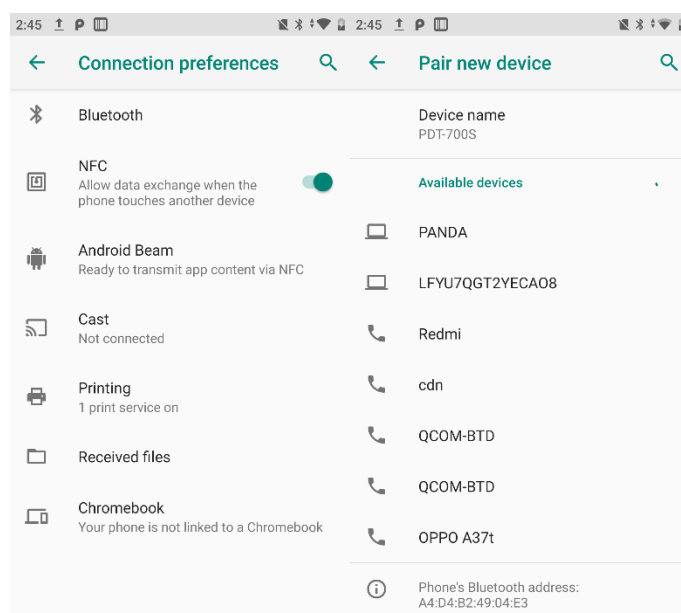 2:45
Connection preferences
Bluetooth
NFC
Allow data exchange when the
phone touches another device
Android Beam
Ready to transmit app content via NFC
Cast
Not connected
Printing
1 print service on
Received files
Chromebook
Your phone is not linked to a Chromebook
2:45
Pair new device
Device name
PDT-700S
Available devices
PANDA
LFYU7QGT2YECAO8
Redmi
cdn
QCOM-BTD
QCOM-BTD
OPPO A37t
Phone's Bluetooth address:
A4:D4:B2:49:04:E3